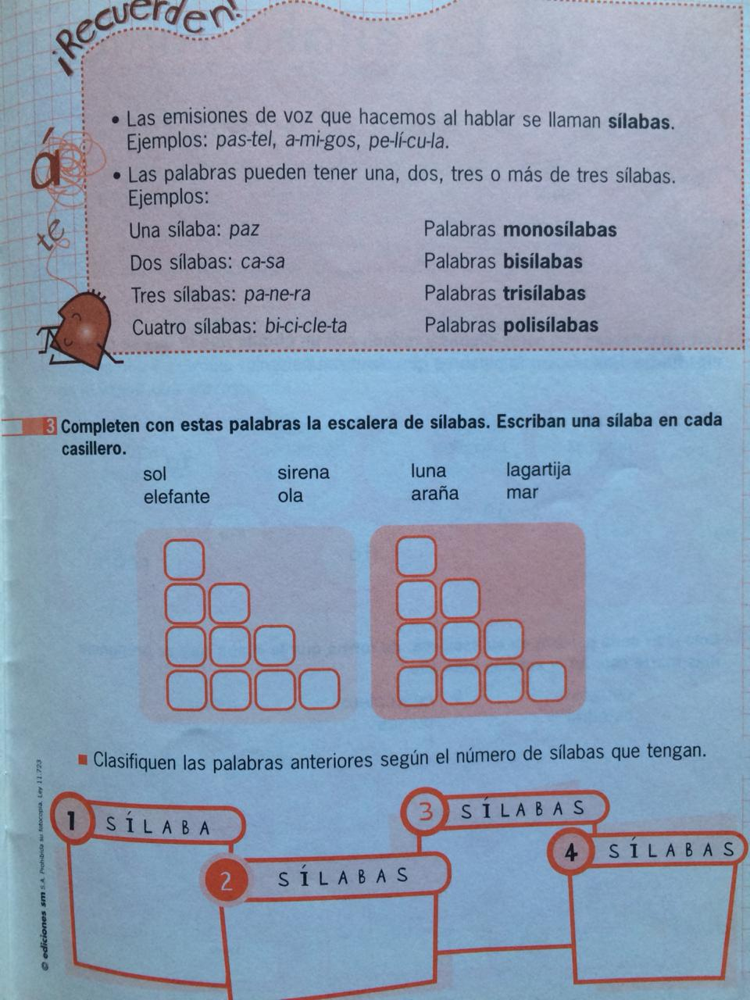 ¡Recuerden!
á
te
• Las emisiones de voz que hacemos al hablar se llaman sílabas.
Ejemplos: pas-tel, a-mi-gos, pe-lí-cu-la.
• Las palabras pueden tener una, dos, tres o más de tres sílabas.
Ejemplos:
Una sílaba: paz Palabras monosílabas
Dos sílabas: ca-sa Palabras bisílabas
Tres sílabas: pa-ne-ra Palabras trisílabas
Cuatro sílabas: bi-ci-cle-ta Palabras polisílabas
3 Completen con estas palabras la escalera de sílabas. Escriban una sílaba en cada
casillero.
sol sirena luna lagartija
elefante ola araña mar
Clasifiquen las palabras anteriores según el número de sílabas que tengan.
1 SÍLABA
2 SÍLABAS
3 SÍLABAS
4 SÍLABAS
© ediciones sm S.A. Prohibida su fotocopia. Ley 11.723